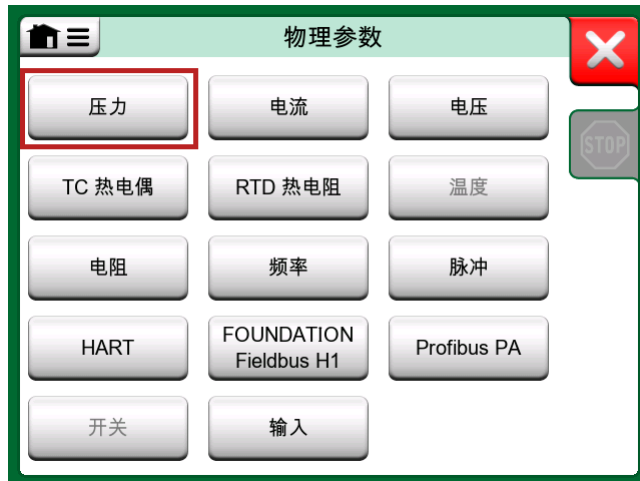 物理参数
压力
电流
电压
STOP
TC 热电偶
RTD 热电阻
温度
电阻
频率
脉冲
HART
FOUNDATION
Fieldbus H1
Profibus PA
开关
输入